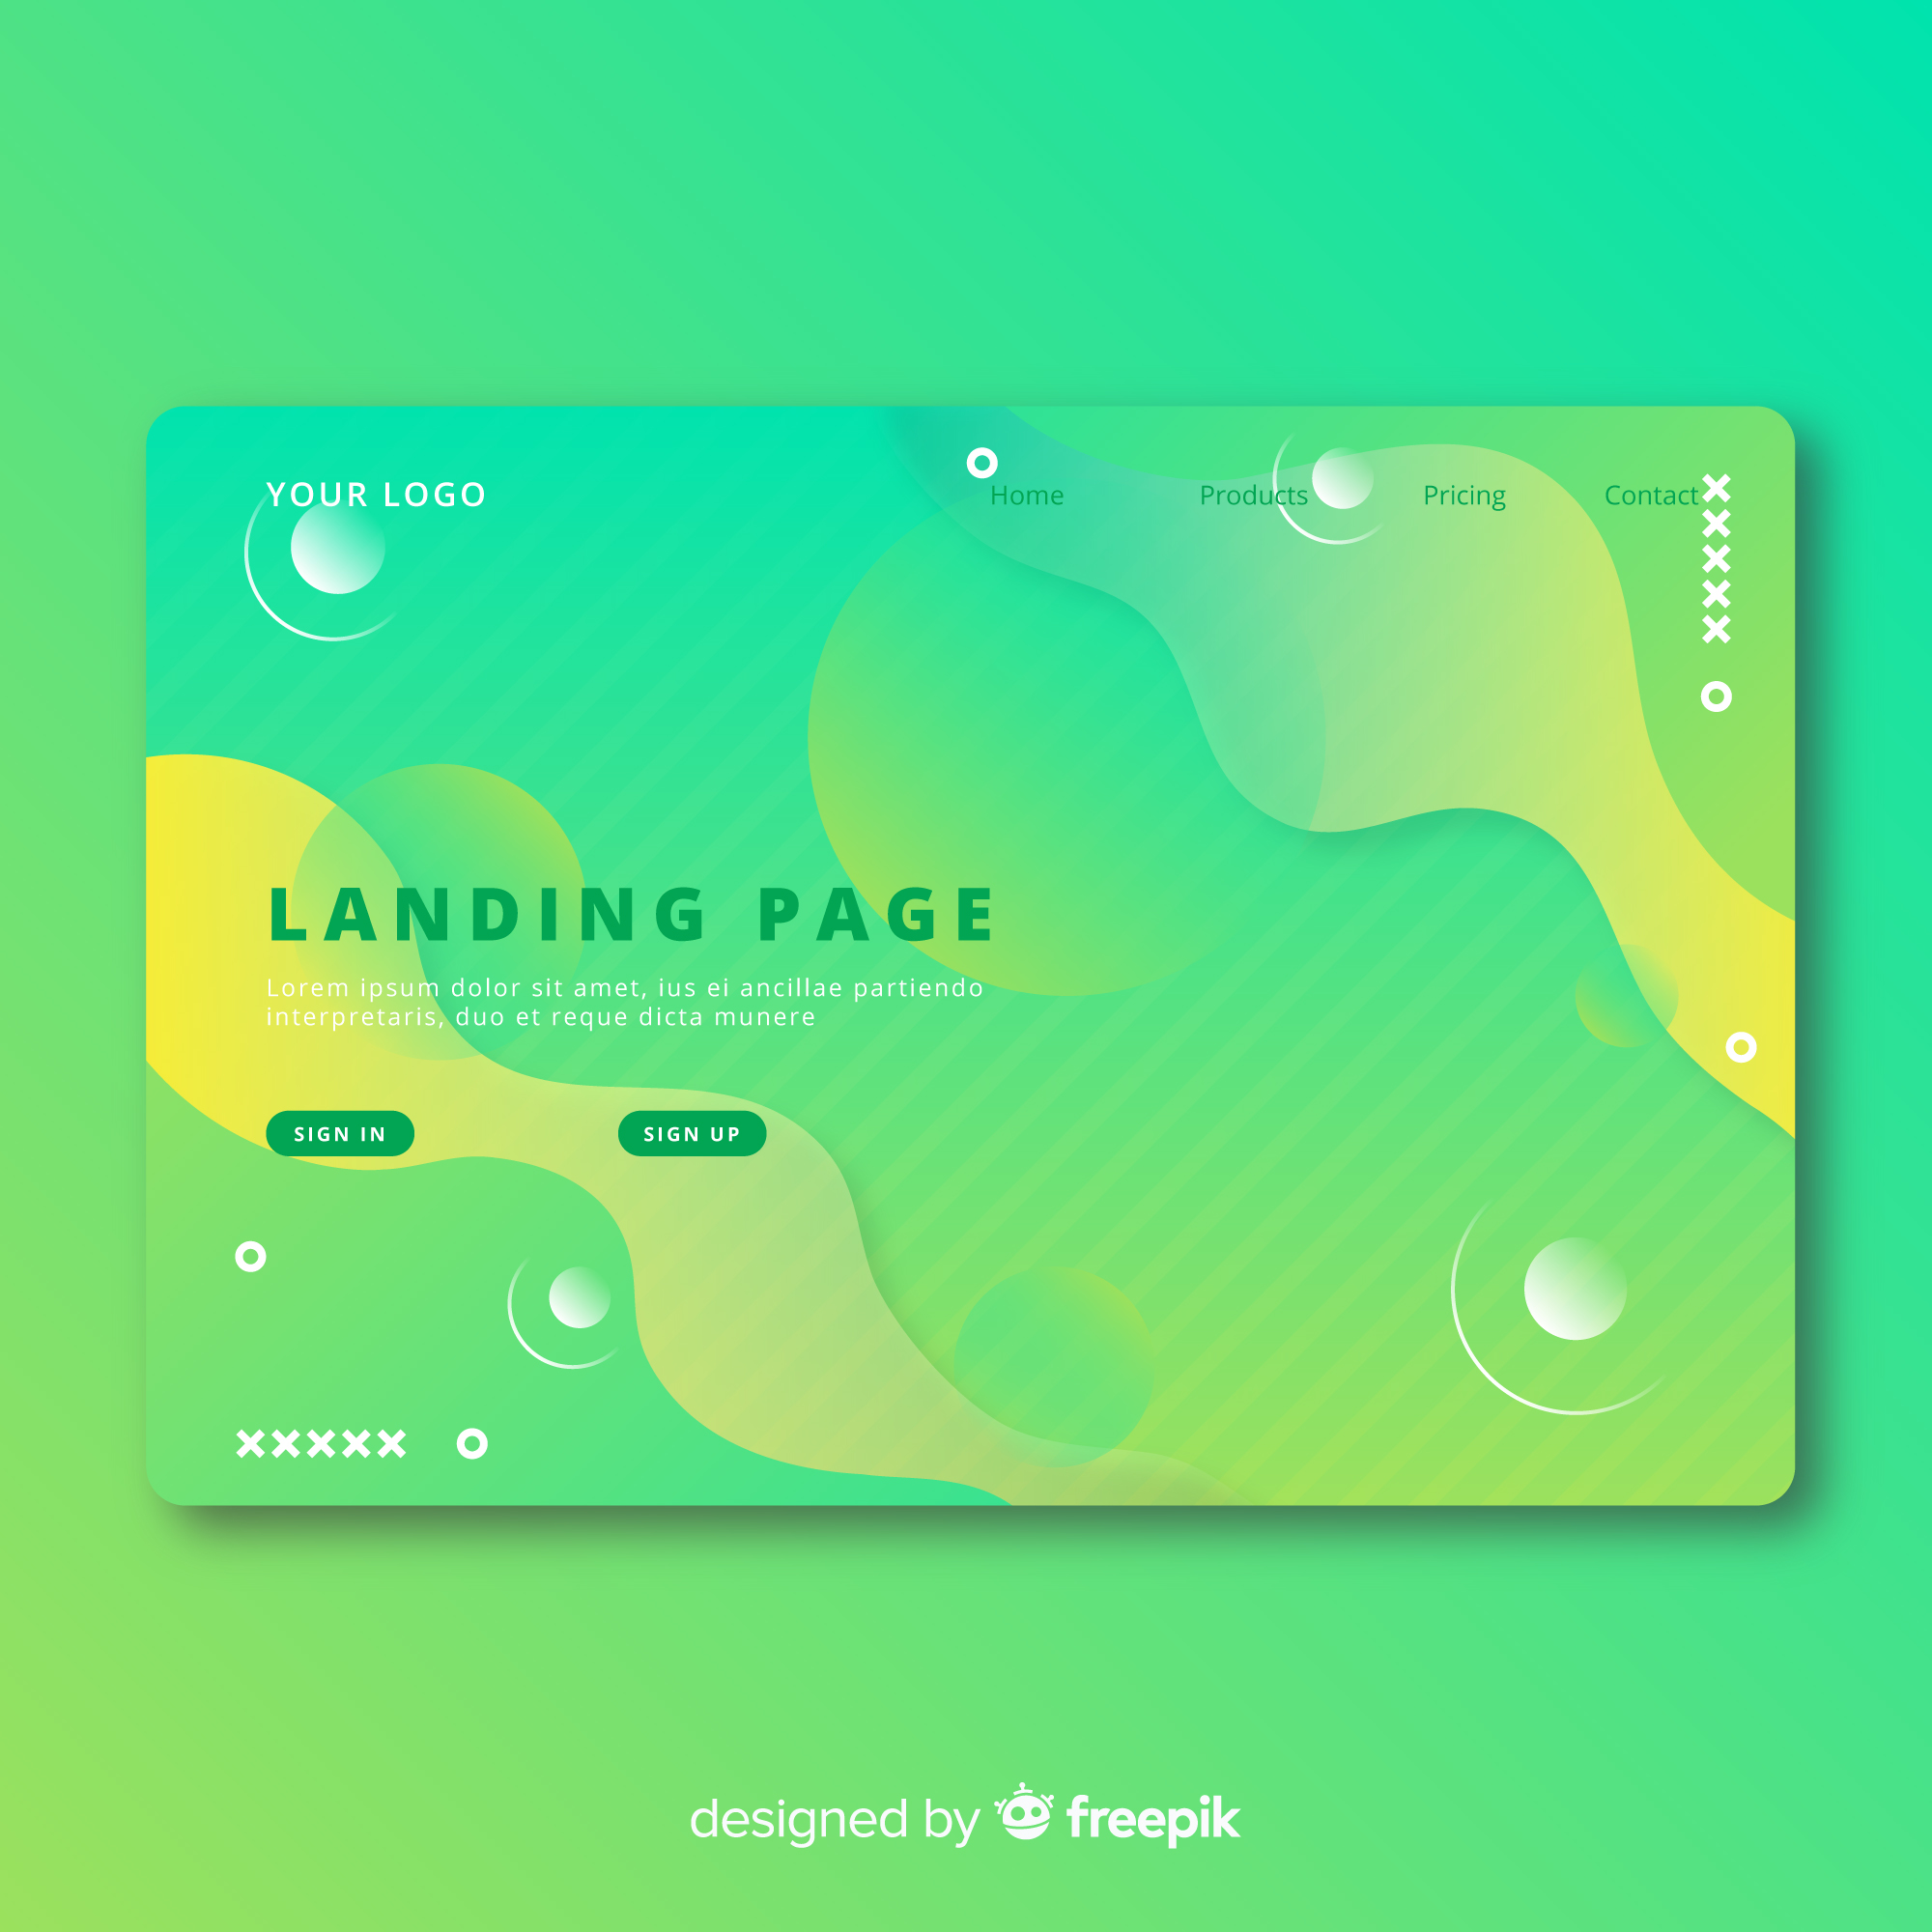 YOUR LOGO
Home Products Pricing Contact
LANDING PAGE
Lorem ipsum dolor sit amet, ius ei ancillae partiendo
interpretaris, duo et reque dicta munere
SIGN IN SIGN UP
designed by freepik